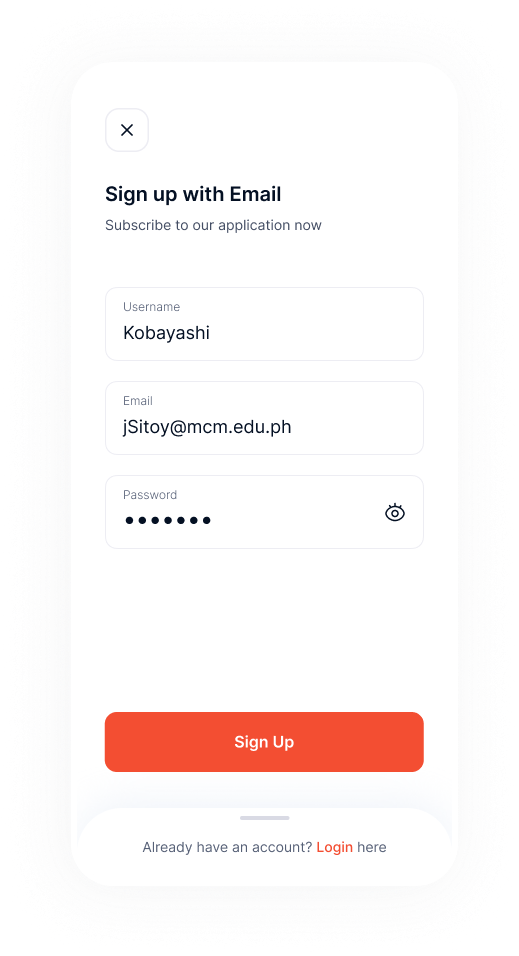 Sign up with Email
Subscribe to our application now
Username
Kobayashi
Email
jSitoy@mcm.edu.ph
Password
•••••••
Sign Up
Already have an account? Login here